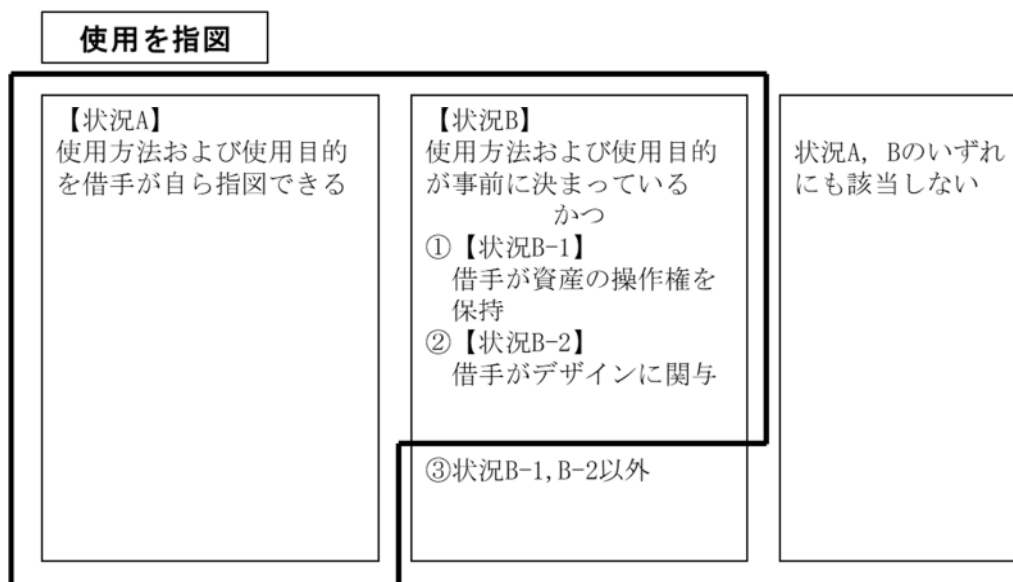 使用を指図
【状況A】
使用方法および使用目的
を借手が自ら指図できる
【状況B】
使用方法および使用目的
が事前に決まっている
かつ
①【状況B-1】
借手が資産の操作権を
保持
②【状況B-2】
借手がデザインに関与
③状況B-1,B-2以外
状況A, Bのいずれ
にも該当しない